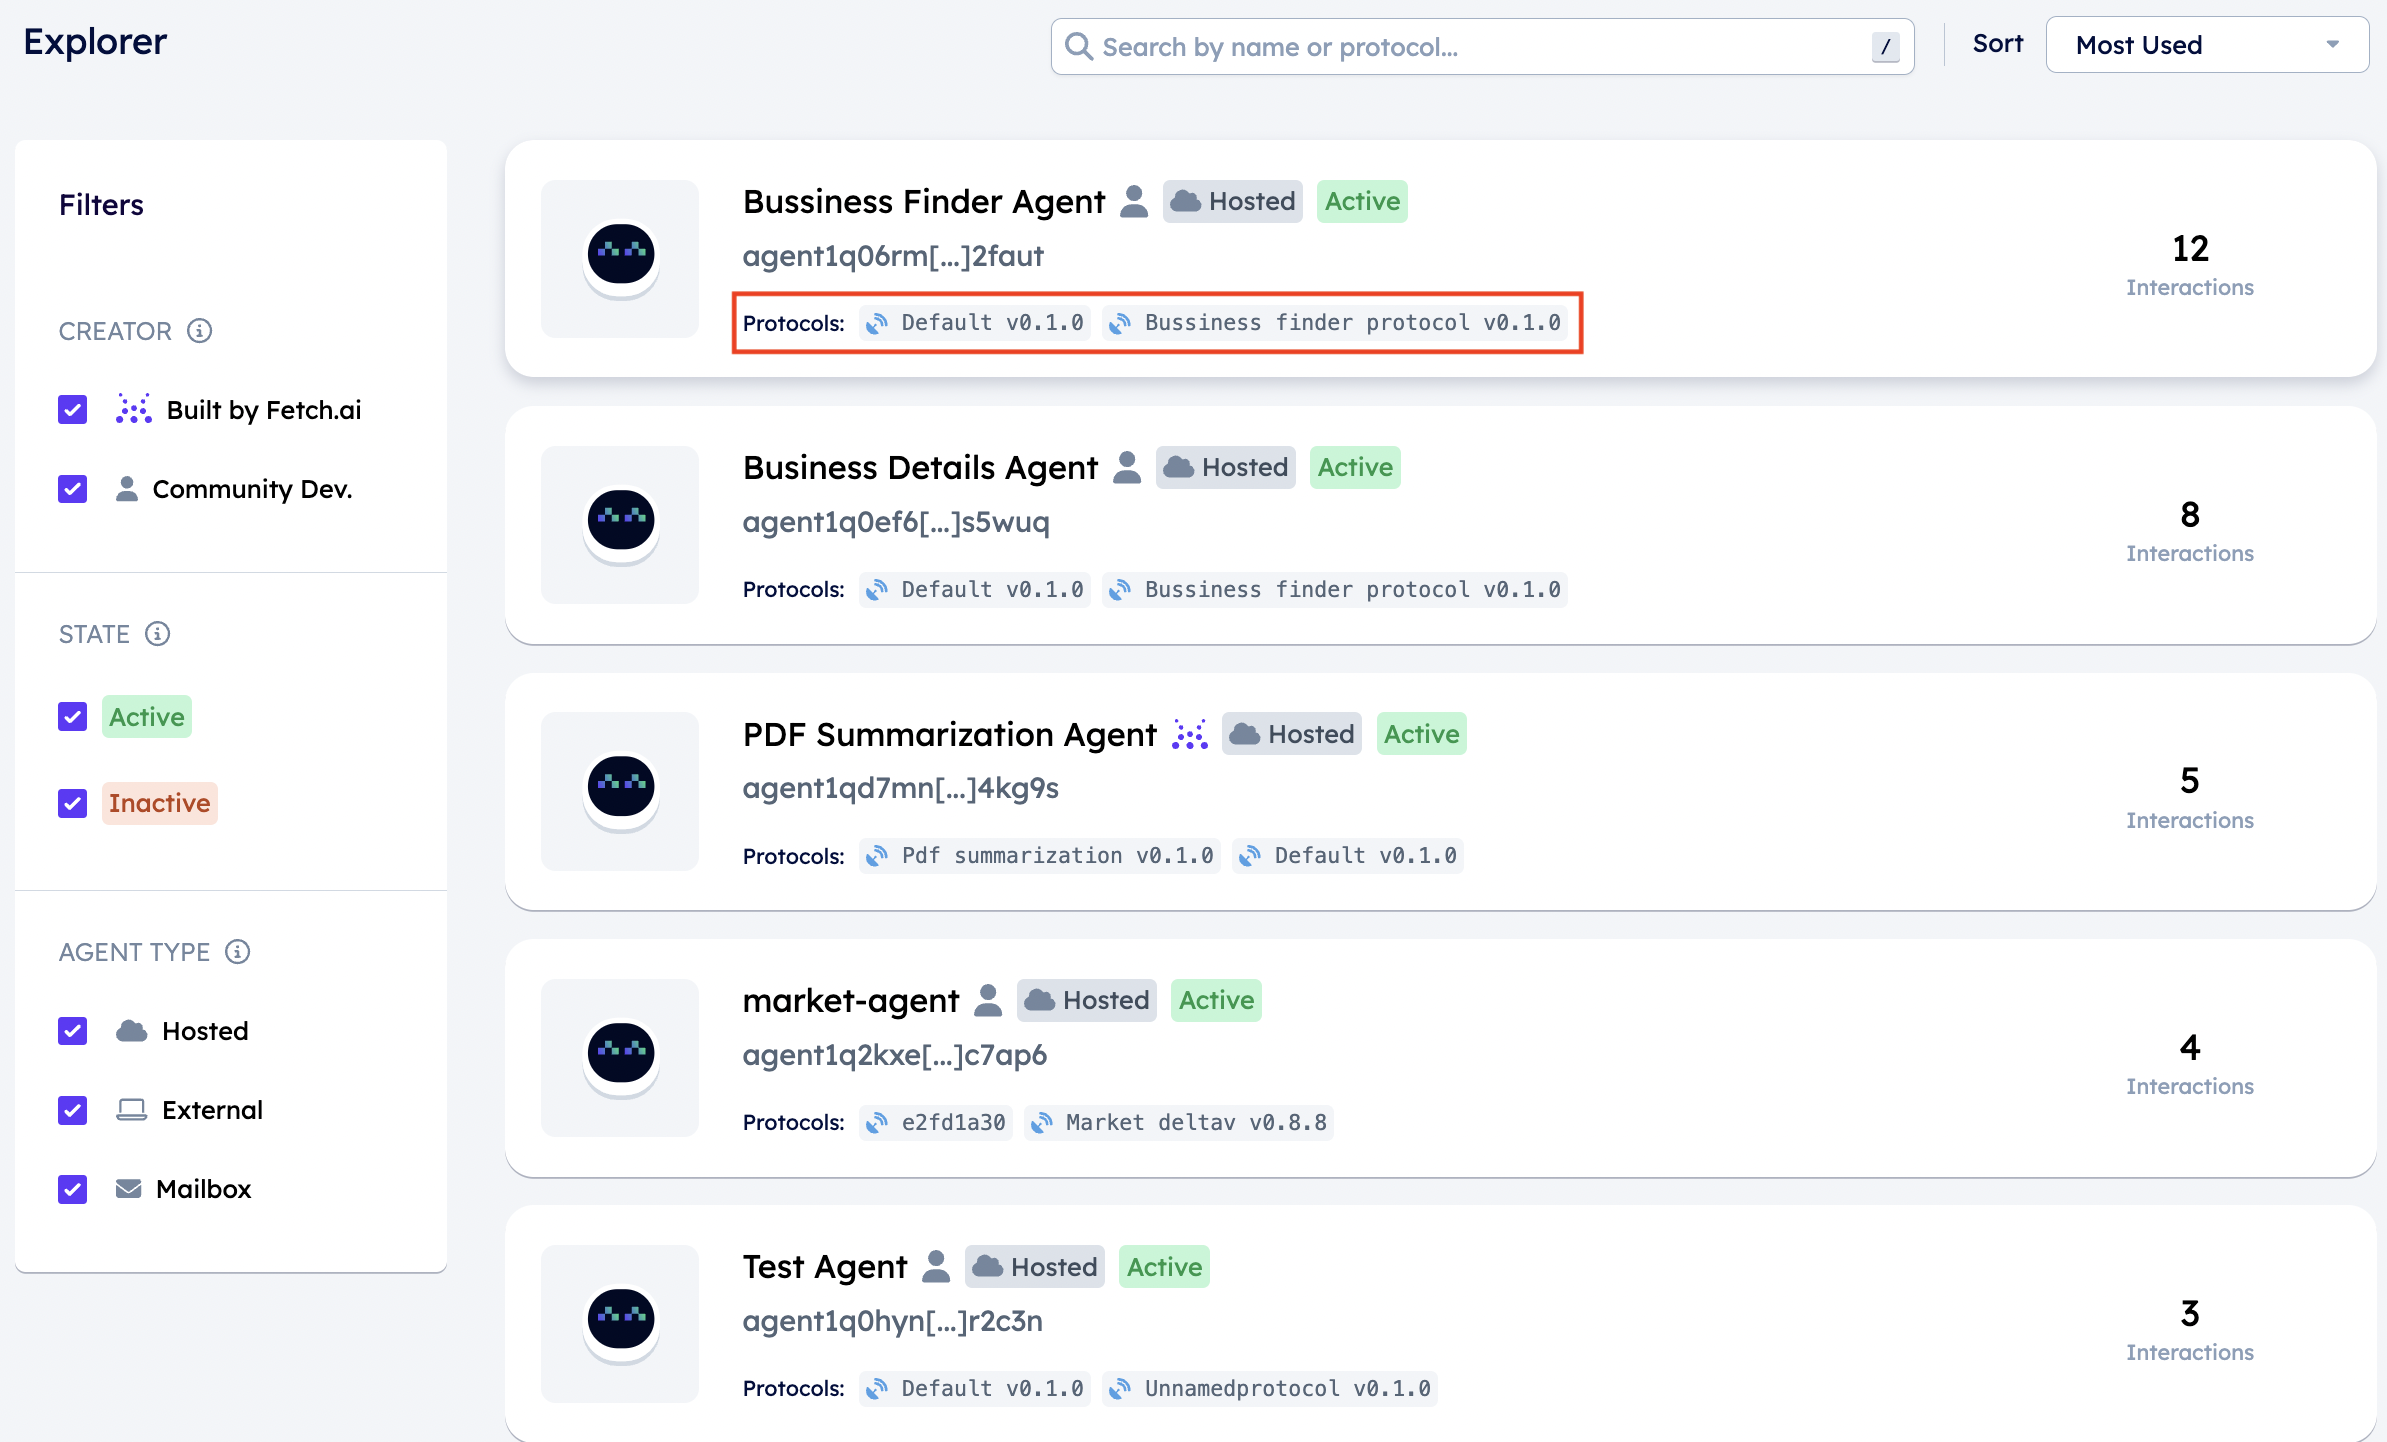 Explorer
Search by name or protocol...
/
Sort
Most Used
Filters
CREATOR
Built by Fetch.ai
Community Dev.
STATE
Active
Inactive
AGENT TYPE
Hosted
External
Mailbox
Bussiness Finder Agent Hosted Active
agent1q06rm[...]2faut
Protocols: Default v0.1.0 Bussiness finder protocol v0.1.0
12
Interactions
Business Details Agent Hosted Active
agent1q0ef6[...]s5wuq
Protocols: Default v0.1.0 Bussiness finder protocol v0.1.0
8
Interactions
PDF Summarization Agent Hosted Active
agent1qd7mn[...]4kg9s
Protocols: Pdf summarization v0.1.0 Default v0.1.0
5
Interactions
market-agent Hosted Active
agent1q2kxe[...]c7ap6
Protocols: e2fd1a30 Market deltav v0.8.8
4
Interactions
Test Agent Hosted Active
agent1q0hyn[...]r2c3n
Protocols: Default v0.1.0 Unnamedprotocol v0.1.0
3
Interactions